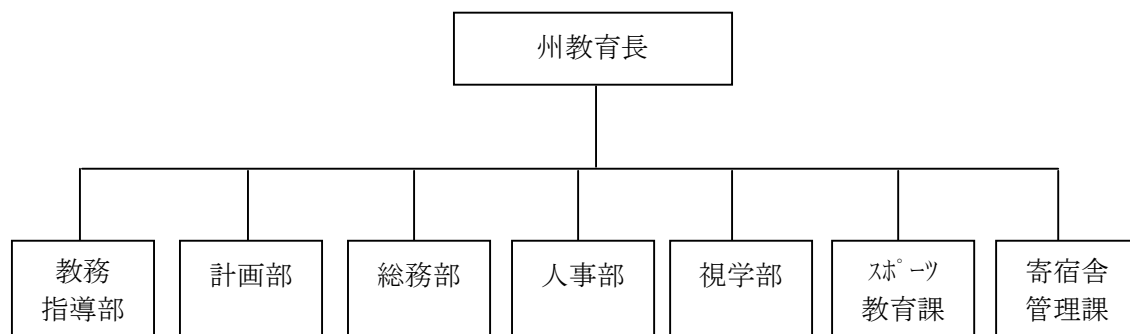 州教育長
教務
指導部
計画部
総務部
人事部
視学部
ｽﾎﾟｰﾂ
教育課
寄宿舎
管理課